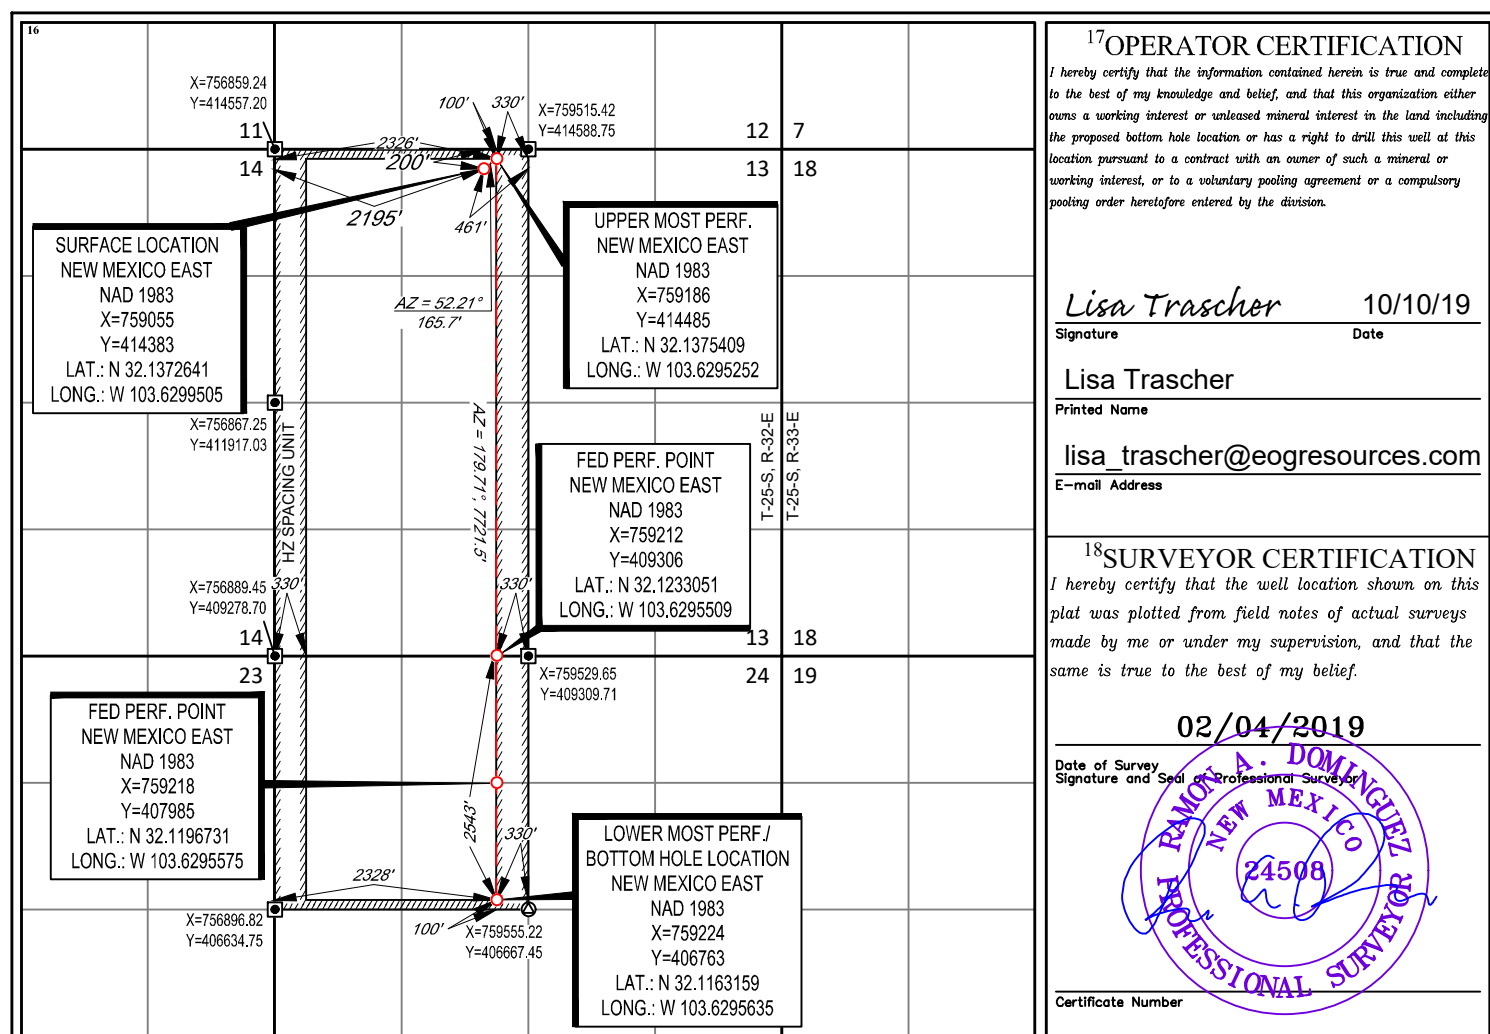 16
X=756859.24
Y=414557.20
100'
330'
X=759515.42
Y=414588.75
11
12
7
2326'
200'
14
13
18
2195'
461'
SURFACE LOCATION
NEW MEXICO EAST
NAD 1983
X=759055
Y=414383
LAT.: N 32.1372641
LONG.: W 103.6299505
UPPER MOST PERF.
NEW MEXICO EAST
NAD 1983
X=759186
Y=414485
LAT.: N 32.1375409
LONG.: W 103.6295252
AZ = 52.21°
165.7'
X=756867.25
Y=411917.03
HZ SPACING UNIT
AZ = 179.71°, 7721.5'
T-25-S, R-32-E
T-25-S, R-33-E
FED PERF. POINT
NEW MEXICO EAST
NAD 1983
X=759212
Y=409306
LAT.: N 32.1233051
LONG.: W 103.6295509
X=756889.45
Y=409278.70
330'
330'
14
13
18
23
24
19
X=759529.65
Y=409309.71
FED PERF. POINT
NEW MEXICO EAST
NAD 1983
X=759218
Y=407985
LAT.: N 32.1196731
LONG.: W 103.6295575
2543'
330'
LOWER MOST PERF./
BOTTOM HOLE LOCATION
NEW MEXICO EAST
NAD 1983
X=759224
Y=406763
LAT.: N 32.1163159
LONG.: W 103.6295635
2328'
X=756896.82
Y=406634.75
100'
X=759555.22
Y=406667.45
17OPERATOR CERTIFICATION
I hereby certify that the information contained herein is true and complete
to the best of my knowledge and belief, and that this organization either
owns a working interest or unleased mineral interest in the land including
the proposed bottom hole location or has a right to drill this well at this
location pursuant to a contract with an owner of such a mineral or
working interest, or to a voluntary pooling agreement or a compulsory
pooling order heretofore entered by the division.
Lisa Trascher 10/10/19
Signature Date
Lisa Trascher
Printed Name
lisa_trascher@eogresources.com
E-mail Address
18SURVEYOR CERTIFICATION
I hereby certify that the well location shown on this
plat was plotted from field notes of actual surveys
made by me or under my supervision, and that the
same is true to the best of my belief.
02/04/2019
Date of Survey
Signature and Seal of Professional Surveyor
RAMON A. DOMINGUEZ
NEW MEXICO
24508
PROFESSIONAL SURVEYOR
Certificate Number